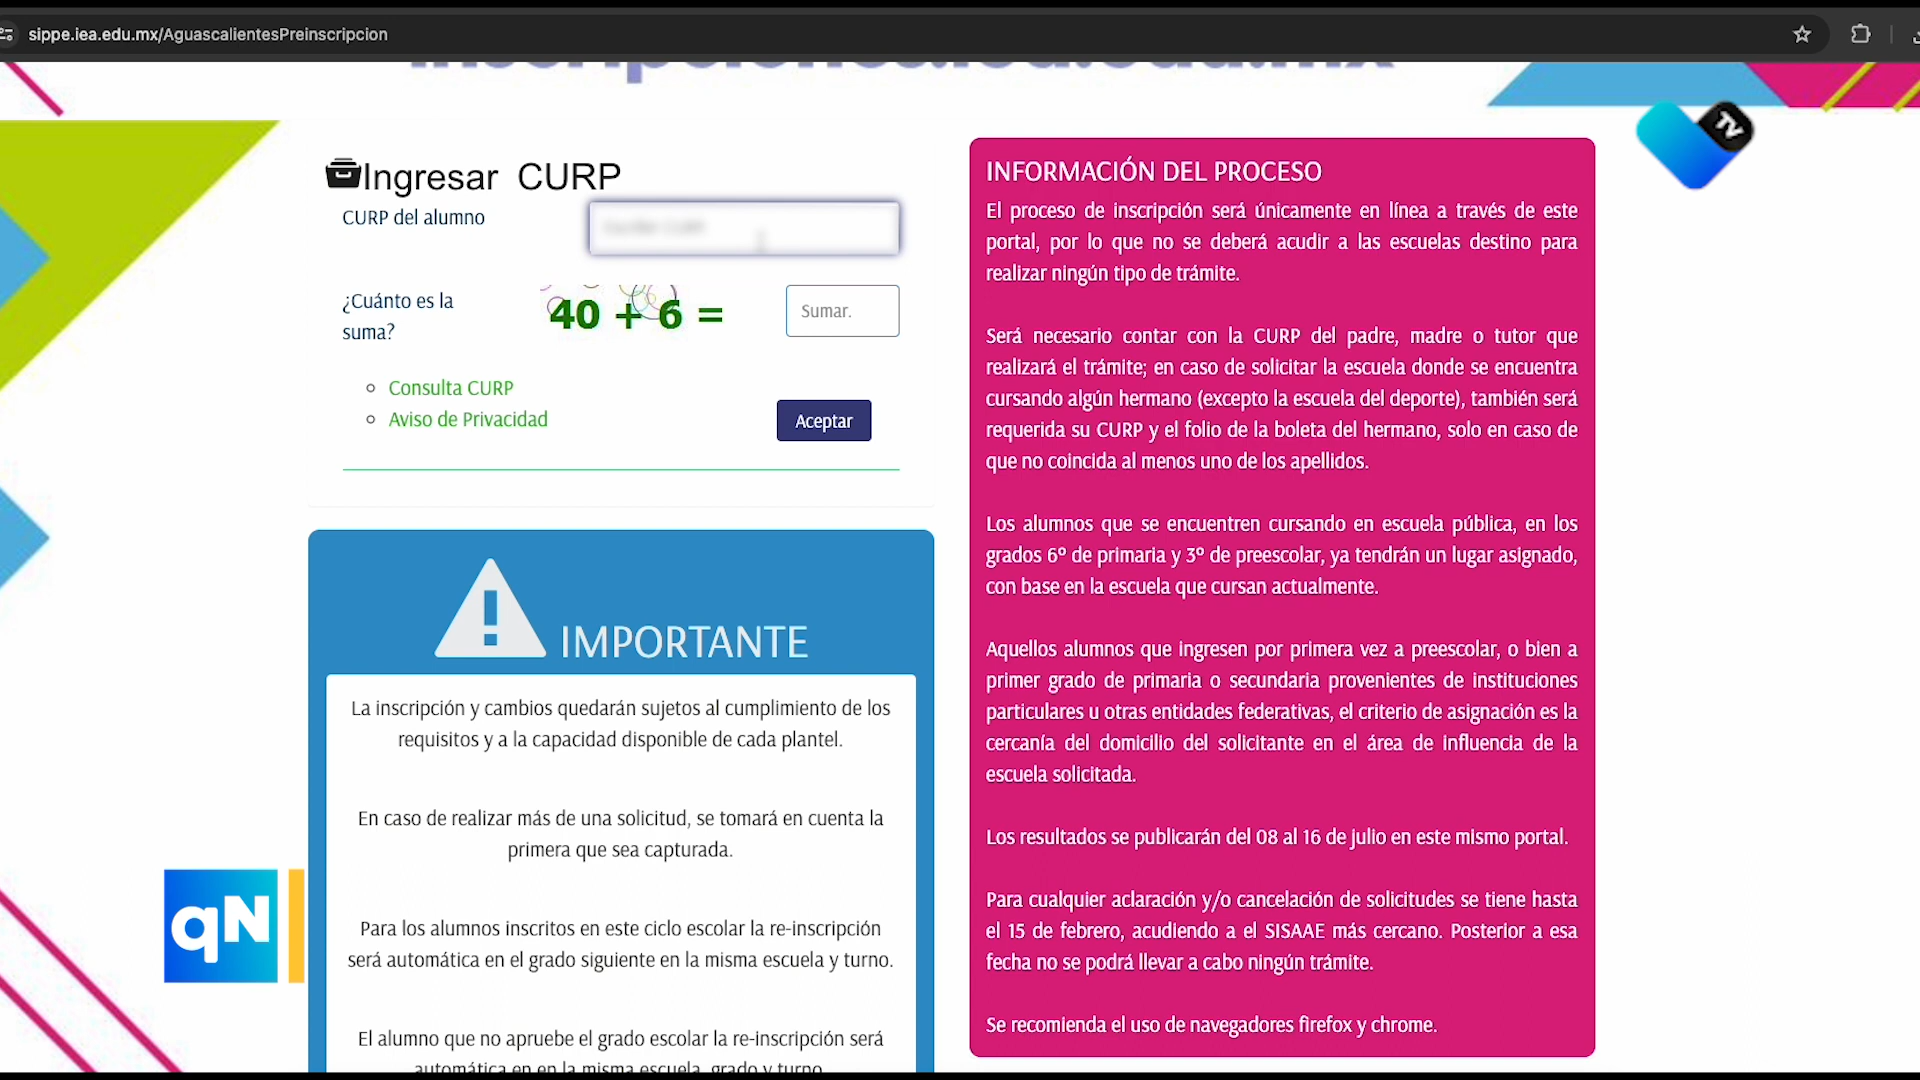 sippe.iea.edu.mx/AguascalientesPreinscripcion
TV
Ingresar CURP
CURP del alumno
¿Cuánto es la
suma?
40 + 6 =
Sumar.
Consulta CURP
Aviso de Privacidad
Aceptar
IMPORTANTE
La inscripción y cambios quedarán sujetos al cumplimiento de los
requisitos y a la capacidad disponible de cada plantel.
En caso de realizar más de una solicitud, se tomará en cuenta la
primera que sea capturada.
Para los alumnos inscritos en este ciclo escolar la re-inscripción
será automática en el grado siguiente en la misma escuela y turno.
El alumno que no apruebe el grado escolar la re-inscripción será
automática en en la misma escuela, grado y turno
qN
INFORMACIÓN DEL PROCESO
El proceso de inscripción será únicamente en línea a través de este
portal, por lo que no se deberá acudir a las escuelas destino para
realizar ningún tipo de trámite.
Será necesario contar con la CURP del padre, madre o tutor que
realizará el trámite; en caso de solicitar la escuela donde se encuentra
cursando algún hermano (excepto la escuela del deporte), también será
requerida su CURP y el folio de la boleta del hermano, solo en caso de
que no coincida al menos uno de los apellidos.
Los alumnos que se encuentren cursando en escuela pública, en los
grados 6º de primaria y 3º de preescolar, ya tendrán un lugar asignado,
con base en la escuela que cursan actualmente.
Aquellos alumnos que ingresen por primera vez a preescolar, o bien a
primer grado de primaria o secundaria provenientes de instituciones
particulares u otras entidades federativas, el criterio de asignación es la
cercanía del domicilio del solicitante en el área de influencia de la
escuela solicitada.
Los resultados se publicarán del 08 al 16 de julio en este mismo portal.
Para cualquier aclaración y/o cancelación de solicitudes se tiene hasta
el 15 de febrero, acudiendo a el SISAAE más cercano. Posterior a esa
fecha no se podrá llevar a cabo ningún trámite.
Se recomienda el uso de navegadores firefox y chrome.